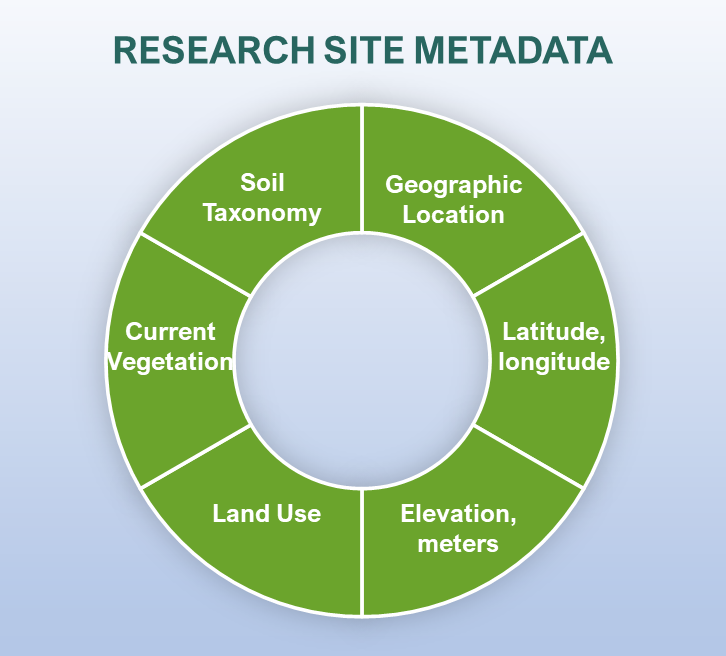 RESEARCH SITE METADATA
Soil
Taxonomy
Geographic
Location
Current
Vegetation
Latitude,
longitude
Land Use
Elevation,
meters